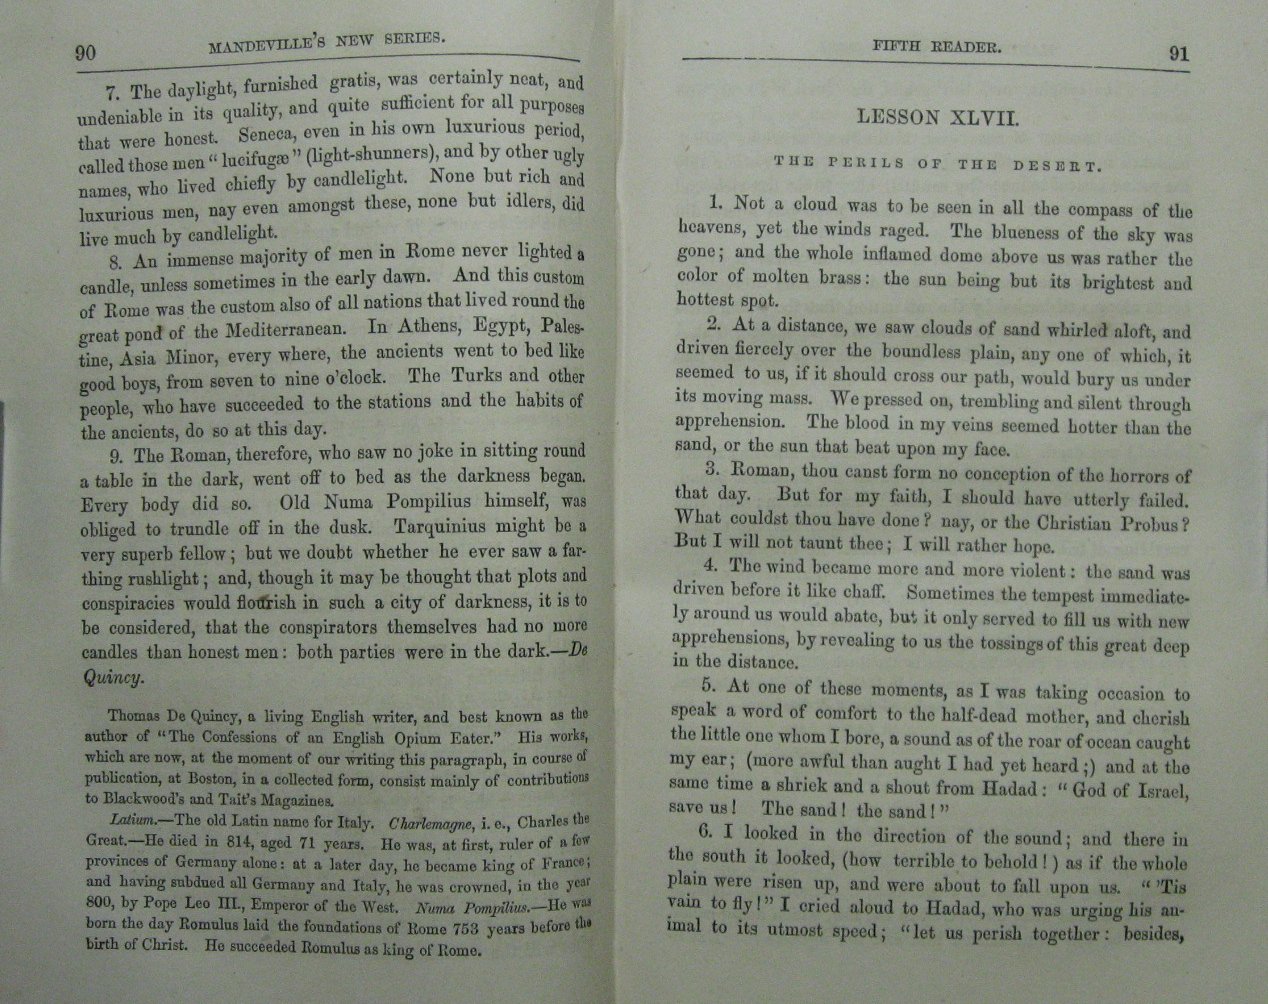 90
MANDEVILLE'S NEW SERIES.
7. The daylight, furnished gratis, was certainly neat, and
undeniable in its quality, and quite sufficient for all purposes
that were honest. Seneca, even in his own luxurious period,
called those men "lucifugæ" (light-shunners), and by other ugly
names, who lived chiefly by candlelight. None but rich and
luxurious men, nay even amongst these, none but idlers, did
live much by candlelight.
8. An immense majority of men in Rome never lighted a
candle, unless sometimes in the early dawn. And this custom
of Rome was the custom also of all nations that lived round the
great pond of the Mediterranean. In Athens, Egypt, Pales-
tine, Asia Minor, every where, the ancients went to bed like
good boys, from seven to nine o'clock. The Turks and other
people, who have succeeded to the stations and the habits of
the ancients, do so at this day.
9. The Roman, therefore, who saw no joke in sitting round
a table in the dark, went off to bed as the darkness began.
Every body did so. Old Numa Pompilius himself, was
obliged to trundle off in the dusk. Tarquinius might be a
very superb fellow; but we doubt whether he ever saw a far-
thing rushlight; and, though it may be thought that plots and
conspiracies would flourish in such a city of darkness, it is to
be considered, that the conspirators themselves had no more
candles than honest men: both parties were in the dark.—De
Quincy.
Thomas De Quincy, a living English writer, and best known as the
author of "The Confessions of an English Opium Eater." His works,
which are now, at the moment of our writing this paragraph, in course of
publication, at Boston, in a collected form, consist mainly of contributions
to Blackwood's and Tait's Magazines.
Latium.—The old Latin name for Italy. Charlemagne, i. e., Charles the
Great.—He died in 814, aged 71 years. He was, at first, ruler of a few
provinces of Germany alone: at a later day, he became king of France;
and having subdued all Germany and Italy, he was crowned, in the year
800, by Pope Leo III., Emperor of the West. Numa Pompilius.—He was
born the day Romulus laid the foundations of Rome 753 years before the
birth of Christ. He succeeded Romulus as king of Rome.
FIFTH READER.
91
LESSON XLVII.
THE PERILS OF THE DESERT.
1. Not a cloud was to be seen in all the compass of the
heavens, yet the winds raged. The blueness of the sky was
gone; and the whole inflamed dome above us was rather the
color of molten brass: the sun being but its brightest and
hottest spot.
2. At a distance, we saw clouds of sand whirled aloft, and
driven fiercely over the boundless plain, any one of which, it
seemed to us, if it should cross our path, would bury us under
its moving mass. We pressed on, trembling and silent through
apprehension. The blood in my veins seemed hotter than the
sand, or the sun that beat upon my face.
3. Roman, thou canst form no conception of the horrors of
that day. But for my faith, I should have utterly failed.
What couldst thou have done? nay, or the Christian Probus?
But I will not taunt thee; I will rather hope.
4. The wind became more and more violent: the sand was
driven before it like chaff. Sometimes the tempest immediate-
ly around us would abate, but it only served to fill us with new
apprehensions, by revealing to us the tossings of this great deep
in the distance.
5. At one of these moments, as I was taking occasion to
speak a word of comfort to the half-dead mother, and cherish
the little one whom I bore, a sound as of the roar of ocean caught
my ear; (more awful than aught I had yet heard;) and at the
same time a shriek and a shout from Hadad: "God of Israel,
save us! The sand! the sand!"
6. I looked in the direction of the sound; and there in
the south it looked, (how terrible to behold!) as if the whole
plain were risen up, and were about to fall upon us. "'Tis
vain to fly!" I cried aloud to Hadad, who was urging his an-
imal to its utmost speed; "let us perish together: besides,